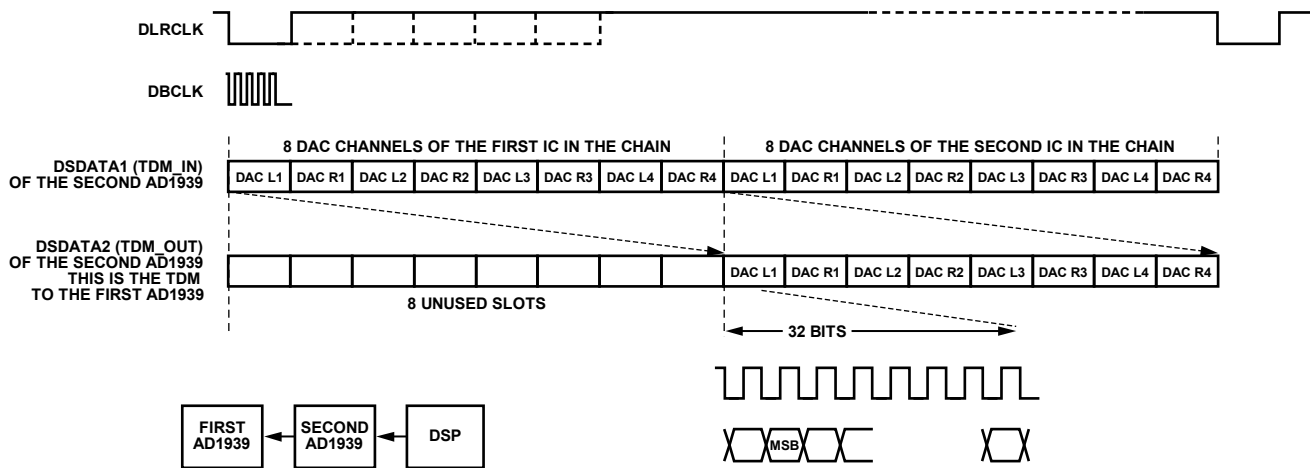 DLRCLK
DBCLK
8 DAC CHANNELS OF THE FIRST IC IN THE CHAIN
8 DAC CHANNELS OF THE SECOND IC IN THE CHAIN
DSDATA1 (TDM_IN)
OF THE SECOND AD1939
DAC L1 DAC R1 DAC L2 DAC R2 DAC L3 DAC R3 DAC L4 DAC R4 DAC L1 DAC R1 DAC L2 DAC R2 DAC L3 DAC R3 DAC L4 DAC R4
DSDATA2 (TDM_OUT)
OF THE SECOND AD1939
THIS IS THE TDM
TO THE FIRST AD1939
DAC L1 DAC R1 DAC L2 DAC R2 DAC L3 DAC R3 DAC L4 DAC R4
8 UNUSED SLOTS
32 BITS
FIRST
AD1939
SECOND
AD1939
DSP
MSB